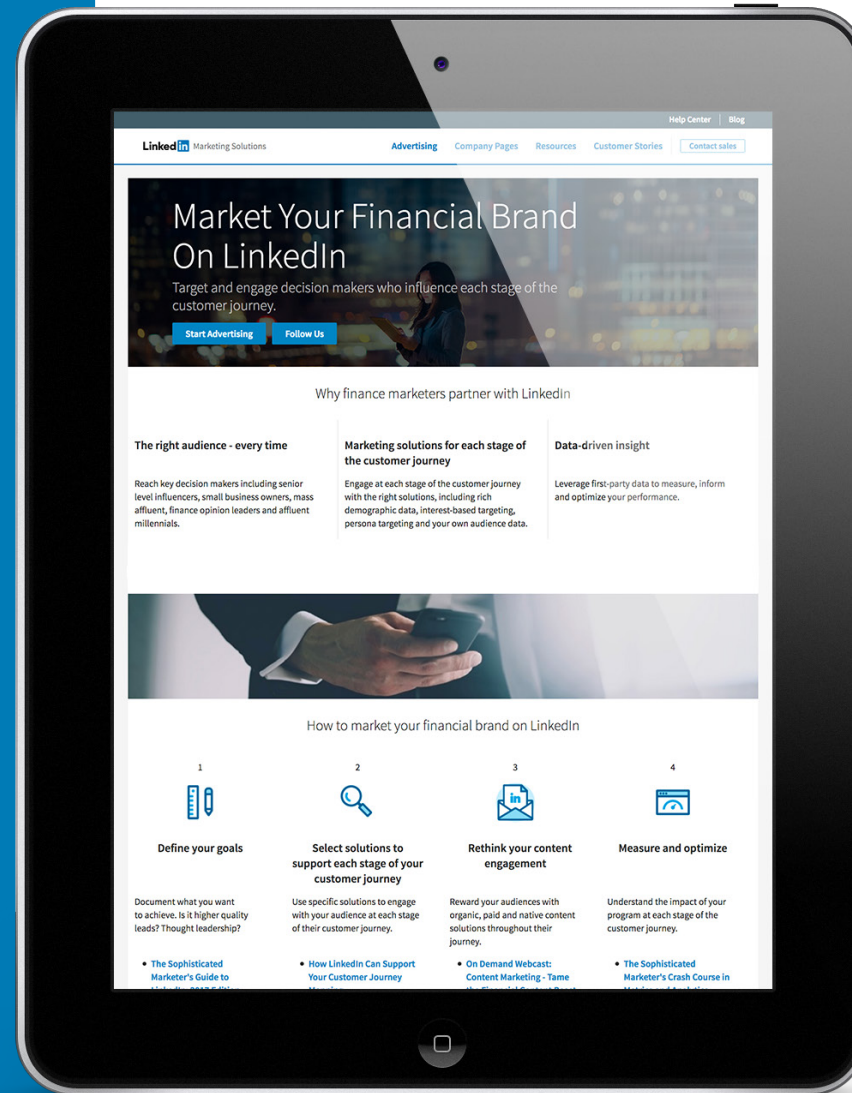 Help Center | Blog
Linked in Marketing Solutions
Advertising Company Pages Resources Customer Stories Contact sales
Market Your Financial Brand
On LinkedIn
Target and engage decision makers who influence each stage of the
customer journey.
Start Advertising Follow Us
Why finance marketers partner with LinkedIn
The right audience - every time
Reach key decision makers including senior
level influencers, small business owners, mass
affluent, finance opinion leaders and affluent
millennials.
Marketing solutions for each stage of
the customer journey
Engage at each stage of the customer journey
with the right solutions, including rich
demographic data, interest-based targeting,
persona targeting and your own audience data.
Data-driven insight
Leverage first-party data to measure, inform
and optimize your performance.
How to market your financial brand on LinkedIn
1
Define your goals
Document what you want
to achieve. Is it higher quality
leads? Thought leadership?
• The Sophisticated
Marketer's Guide to
2
Select solutions to
support each stage of your
customer journey
Use specific solutions to engage
with your audience at each stage
of their customer journey.
• How LinkedIn Can Support
Your Customer Journey
3
in
Rethink your content
engagement
Reward your audiences with
organic, paid and native content
solutions throughout their
journey.
• On Demand Webcast:
Content Marketing - Tame
4
Measure and optimize
Understand the impact of your
program at each stage of the
customer journey.
• The Sophisticated
Marketer's Crash Course in